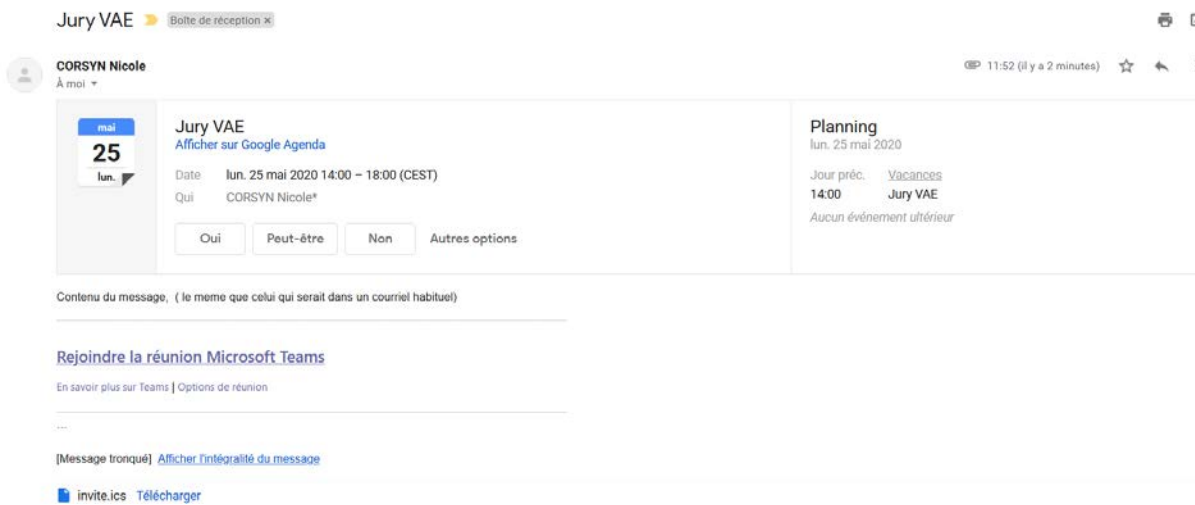 Jury VAE Boîte de réception ×
CORSYN Nicole
11:52 (il y a 2 minutes)
À moi
mai
25
lun.
Jury VAE
Afficher sur Google Agenda
Date lun. 25 mai 2020 14:00 – 18:00 (CEST)
Qui CORSYN Nicole*
Oui Peut-être Non Autres options
Planning
lun. 25 mai 2020
Jour préc. Vacances
14:00 Jury VAE
Aucun événement ultérieur
Contenu du message, ( le meme que celui qui serait dans un courriel habituel)
Rejoindre la réunion Microsoft Teams
En savoir plus sur Teams | Options de réunion
...
[Message tronqué] Afficher l'intégralité du message
invite.ics Télécharger